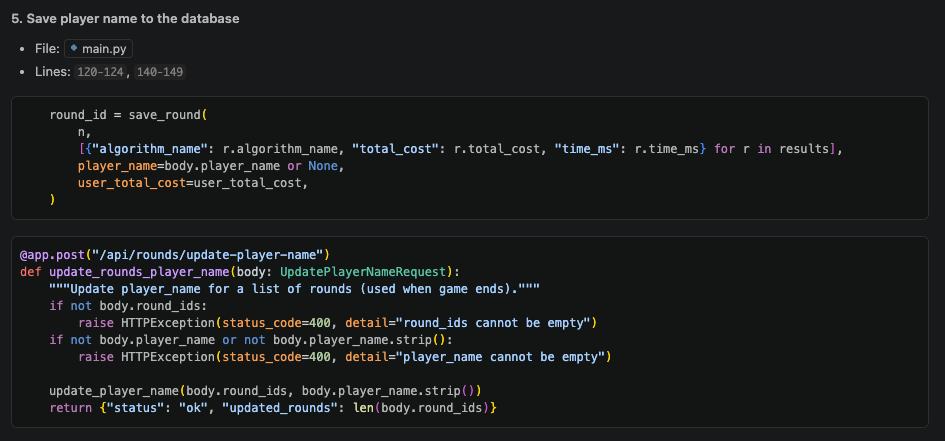 5. Save player name to the database
• File: main.py
• Lines: 120-124, 140-149
    round_id = save_round(
        n,
        [{"algorithm_name": r.algorithm_name, "total_cost": r.total_cost, "time_ms": r.time_ms} for r in results],
        player_name=body.player_name or None,
        user_total_cost=user_total_cost,
    )
@app.post("/api/rounds/update-player-name")
def update_rounds_player_name(body: UpdatePlayerNameRequest):
    """Update player_name for a list of rounds (used when game ends)."""
    if not body.round_ids:
        raise HTTPException(status_code=400, detail="round_ids cannot be empty")
    if not body.player_name or not body.player_name.strip():
        raise HTTPException(status_code=400, detail="player_name cannot be empty")
    update_player_name(body.round_ids, body.player_name.strip())
    return {"status": "ok", "updated_rounds": len(body.round_ids)}